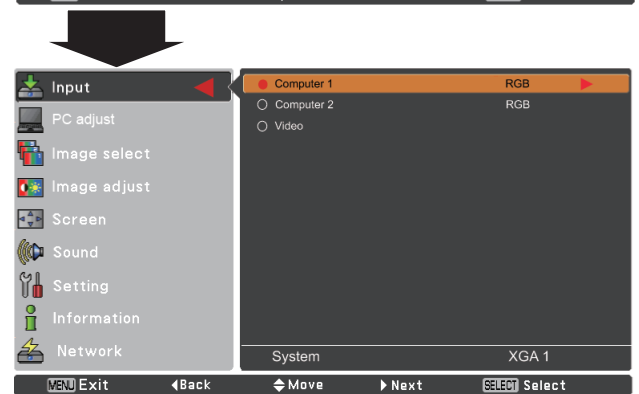 Input
Computer 1 RGB
Computer 2 RGB
Video
PC adjust
Image select
Image adjust
Screen
Sound
Setting
Information
Network
System XGA 1
MENU Exit ◀Back ◆Move ▶Next SELECT Select